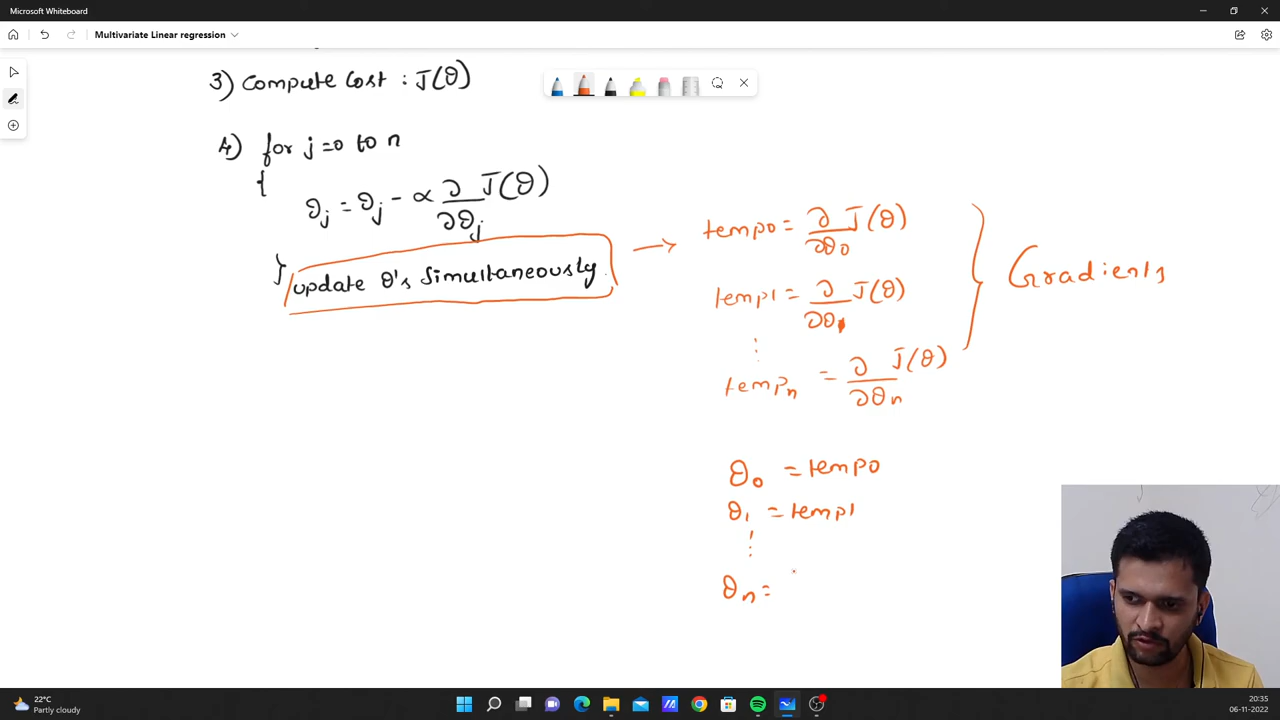 Microsoft Whiteboard
Multivariate Linear regression
3) Compute Cost : J(θ)
4) for j=0 to n
{
θj = θj - α ∂/∂θj J(θ)
}
update θ's Simultaneously
→
temp0 = ∂/∂θ0 J(θ)
temp1 = ∂/∂θ1 J(θ)
⋮
tempn = ∂/∂θn J(θ)
} Gradients
θ0 = temp0
θ1 = temp1
⋮
θn =
22°C
Partly cloudy
20:35
06-11-2022